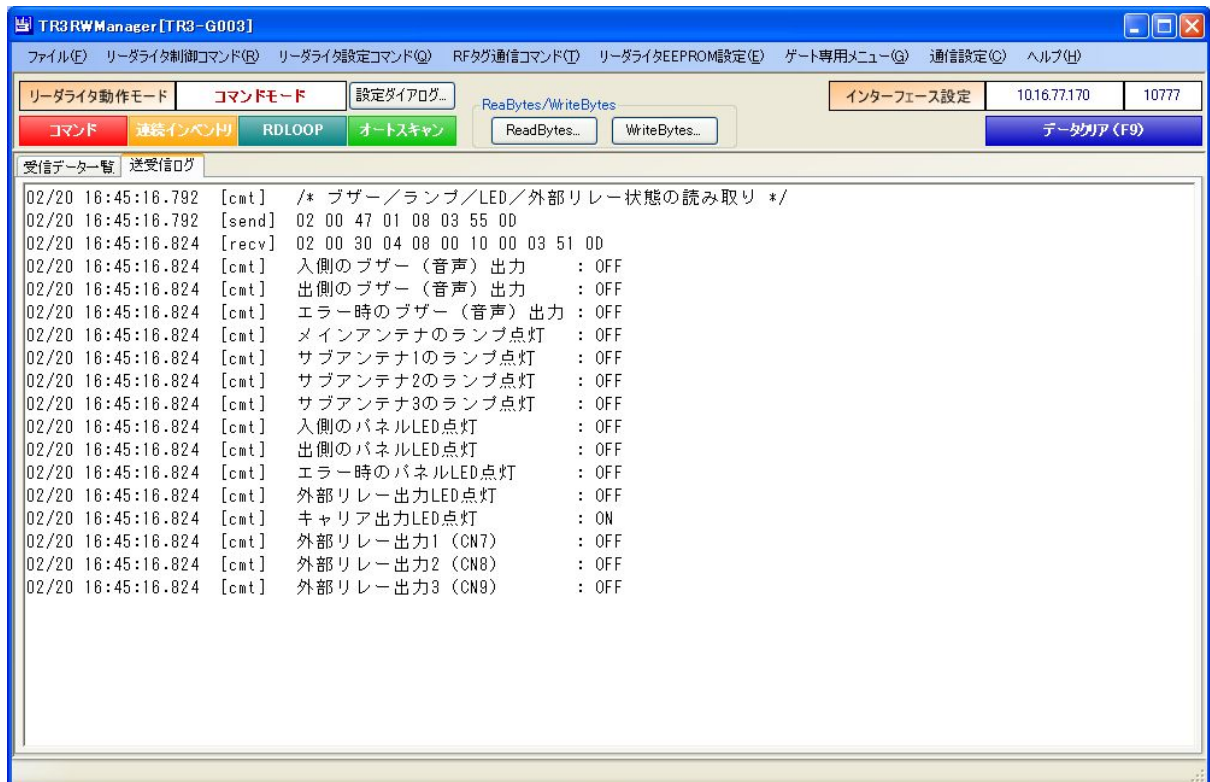 TR3RWManager[TR3-G003]
ファイル(F) リーダライタ制御コマンド(R) リーダライタ設定コマンド(Q) RFタグ通信コマンド(T) リーダライタEEPROM設定(E) ゲート専用メニュー(G) 通信設定(C) ヘルプ(H)
リーダライタ動作モード コマンドモード 設定ダイアログ... ReaBytes/WriteBytes インターフェース設定 10.16.77.170 10777
コマンド 連続インベントリ RDLOOP オートスキャン ReadBytes... WriteBytes... データクリア(F9)
受信データ一覧 送受信ログ
02/20 16:45:16.792 [cmt] /* ブザー/ランプ/LED/外部リレー状態の読み取り */
02/20 16:45:16.792 [send] 02 00 47 01 08 03 55 0D
02/20 16:45:16.824 [recv] 02 00 30 04 08 00 10 00 03 51 0D
02/20 16:45:16.824 [cmt] 入側のブザー(音声)出力 : OFF
02/20 16:45:16.824 [cmt] 出側のブザー(音声)出力 : OFF
02/20 16:45:16.824 [cmt] エラー時のブザー(音声)出力 : OFF
02/20 16:45:16.824 [cmt] メインアンテナのランプ点灯 : OFF
02/20 16:45:16.824 [cmt] サブアンテナ1のランプ点灯 : OFF
02/20 16:45:16.824 [cmt] サブアンテナ2のランプ点灯 : OFF
02/20 16:45:16.824 [cmt] サブアンテナ3のランプ点灯 : OFF
02/20 16:45:16.824 [cmt] 入側のパネルLED点灯 : OFF
02/20 16:45:16.824 [cmt] 出側のパネルLED点灯 : OFF
02/20 16:45:16.824 [cmt] エラー時のパネルLED点灯 : OFF
02/20 16:45:16.824 [cmt] 外部リレー出力LED点灯 : OFF
02/20 16:45:16.824 [cmt] キャリア出力LED点灯 : ON
02/20 16:45:16.824 [cmt] 外部リレー出力1(CN7) : OFF
02/20 16:45:16.824 [cmt] 外部リレー出力2(CN8) : OFF
02/20 16:45:16.824 [cmt] 外部リレー出力3(CN9) : OFF